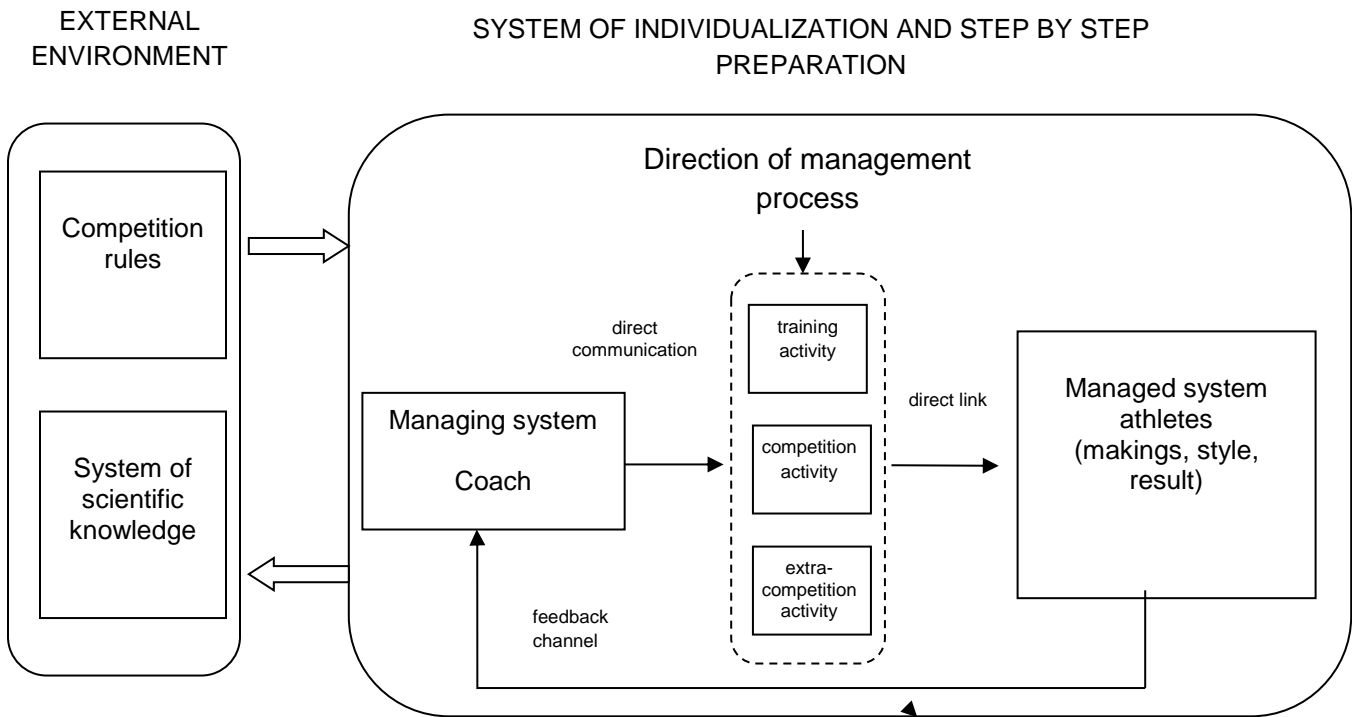 EXTERNAL
ENVIRONMENT
SYSTEM OF INDIVIDUALIZATION AND STEP BY STEP
PREPARATION
Competition
rules
System of
scientific
knowledge
Direction of management
process
direct
communication
training
activity
competition
activity
extra-
competition
activity
direct link
Managing system
Coach
Managed system
athletes
(makings, style,
result)
feedback
channel